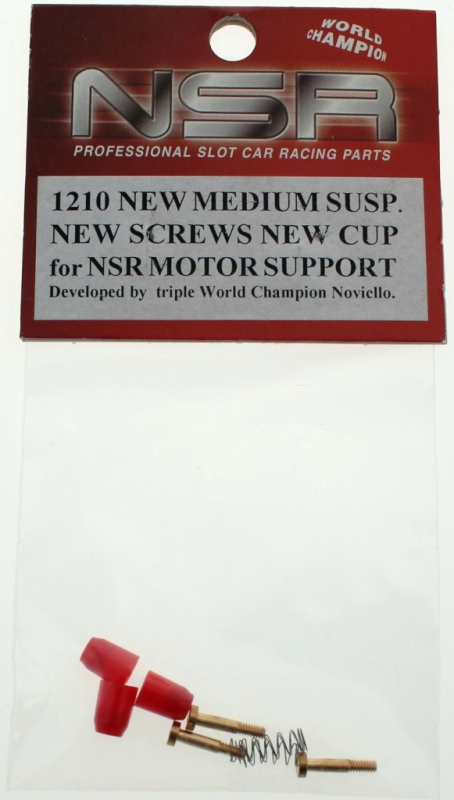 WORLD
CHAMPION
NSR
PROFESSIONAL SLOT CAR RACING PARTS
1210 NEW MEDIUM SUSP.
NEW SCREWS NEW CUP
for NSR MOTOR SUPPORT
Developed by triple World Champion Noviello.